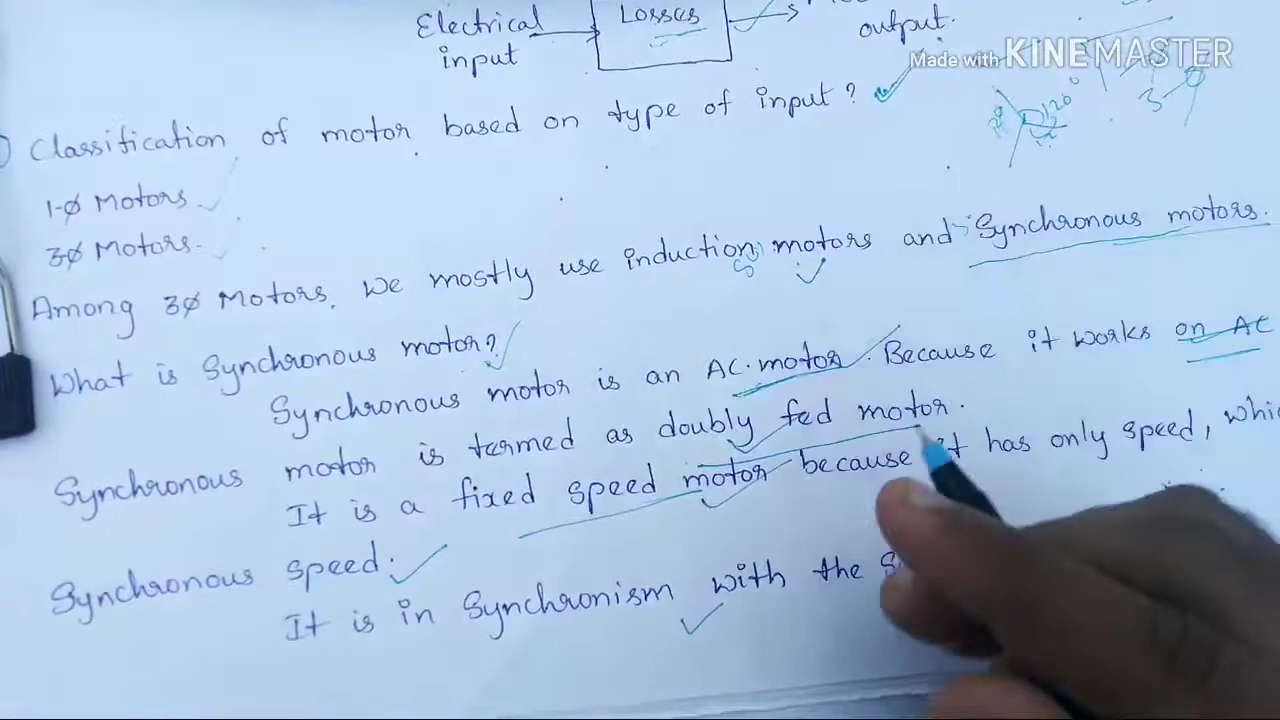 Electrical Losses
input output.
Made with KINEMASTER
Classification of motor based on type of input?
120°
3 φ
1-φ Motors
3φ Motors.
Among 3φ Motors, We mostly use induction motors and Synchronous motors.
What is Synchronous motor?
Synchronous motor is an AC. motor. Because it works on AC
Synchronous motor is termed as doubly fed motor.
It is a fixed speed motor because it has only speed,
Synchronous speed.
It is in Synchronism with the